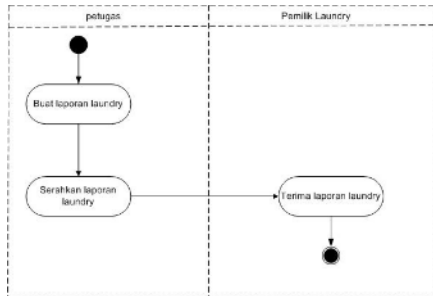 petugas
Pemilik Laundry
Buat laporan laundry
Serahkan laporan
laundry
Terima laporan laundry